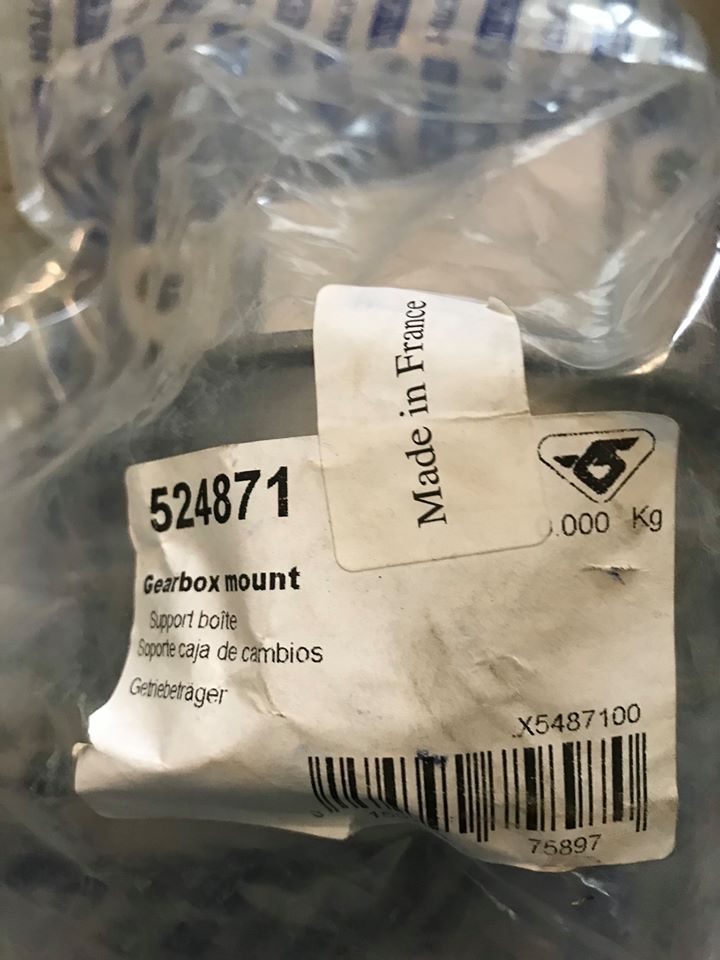 Made in France
524871
.000 Kg
Gearbox mount
Support boîte
Soporte caja de cambios
Getriebeträger
X5487100
75897